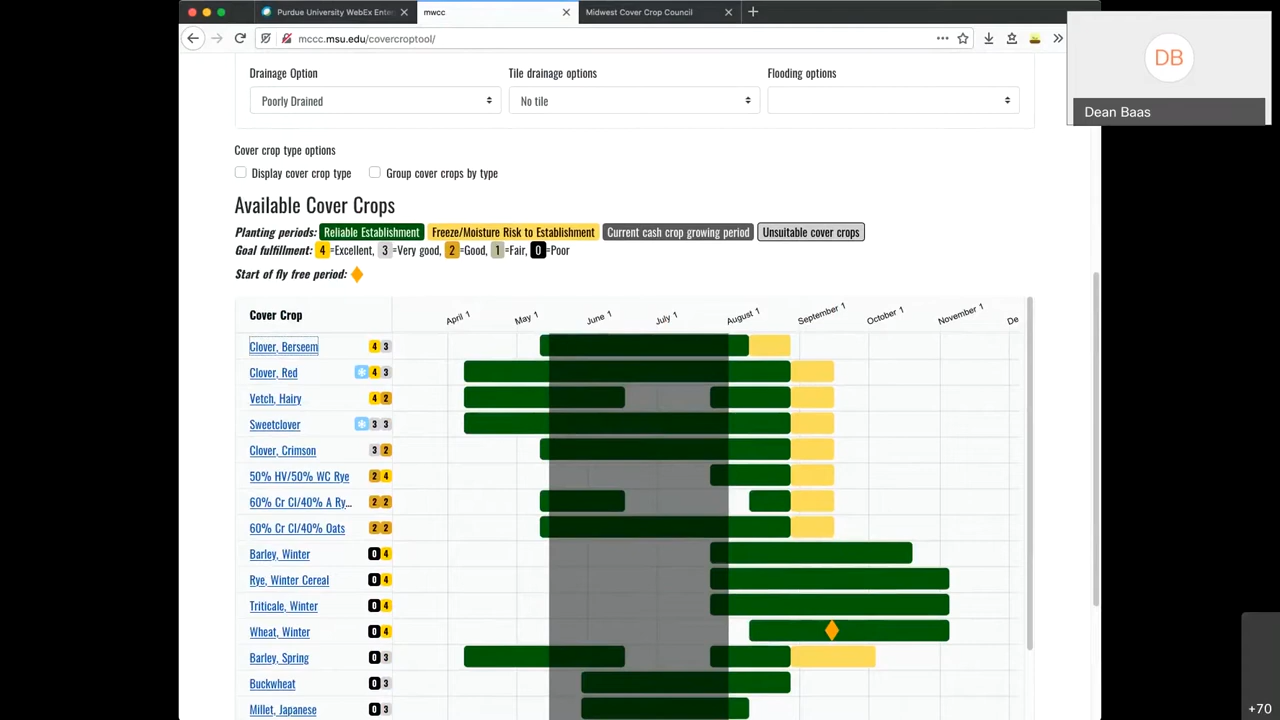 Purdue University WebEx Enter
mwcc
Midwest Cover Crop Council
mccc.msu.edu/covercroptool/
DB
Dean Baas
Drainage Option
Tile drainage options
Flooding options
Poorly Drained
No tile
Cover crop type options
Display cover crop type
Group cover crops by type
Available Cover Crops
Planting periods: Reliable Establishment Freeze/Moisture Risk to Establishment Current cash crop growing period Unsuitable cover crops
Goal fulfillment: 4 =Excellent, 3 =Very good, 2 =Good, 1 =Fair, 0 =Poor
Start of fly free period:
Cover Crop April 1 May 1 June 1 July 1 August 1 September 1 October 1 November 1 De
Clover, Berseem 4 3
Clover, Red 4 3
Vetch, Hairy 4 2
Sweetclover 3 3
Clover, Crimson 3 2
50% HV/50% WC Rye 2 4
60% Cr Cl/40% A Ry... 2 2
60% Cr Cl/40% Oats 2 2
Barley, Winter 0 4
Rye, Winter Cereal 0 4
Triticale, Winter 0 4
Wheat, Winter 0 4
Barley, Spring 0 3
Buckwheat 0 3
Millet, Japanese 0 3
+70